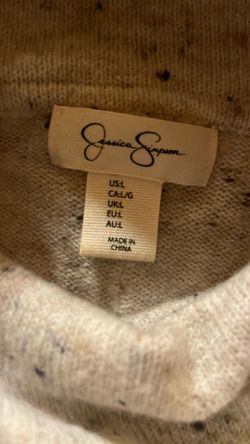 Jessica Simpson
US:L
CA:L/G
UK:L
EU:L
AU:L
MADE IN
CHINA